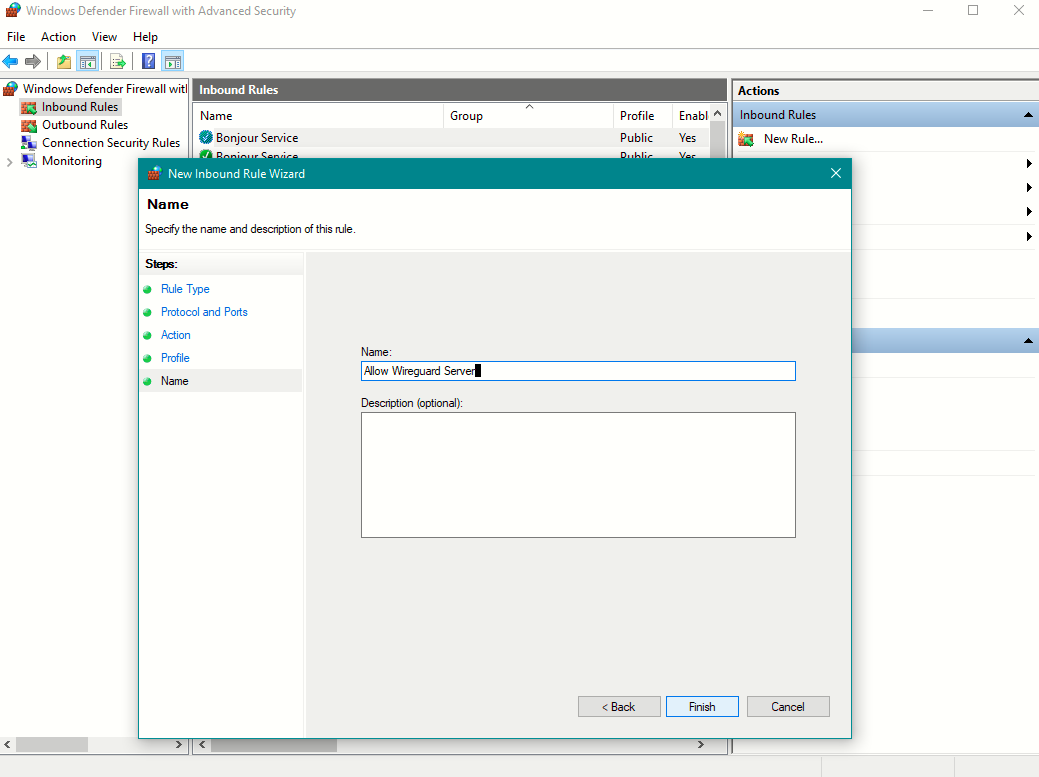 Windows Defender Firewall with Advanced Security
File Action View Help
Windows Defender Firewall with
Inbound Rules
Outbound Rules
Connection Security Rules
Monitoring
Inbound Rules
Name Group Profile Enabl
Bonjour Service Public Yes
Bonjour Service Public Yes
Actions
Inbound Rules
New Rule...
New Inbound Rule Wizard
Name
Specify the name and description of this rule.
Steps:
Rule Type
Protocol and Ports
Action
Profile
Name
Name:
Allow Wireguard Server
Description (optional):
< Back Finish Cancel